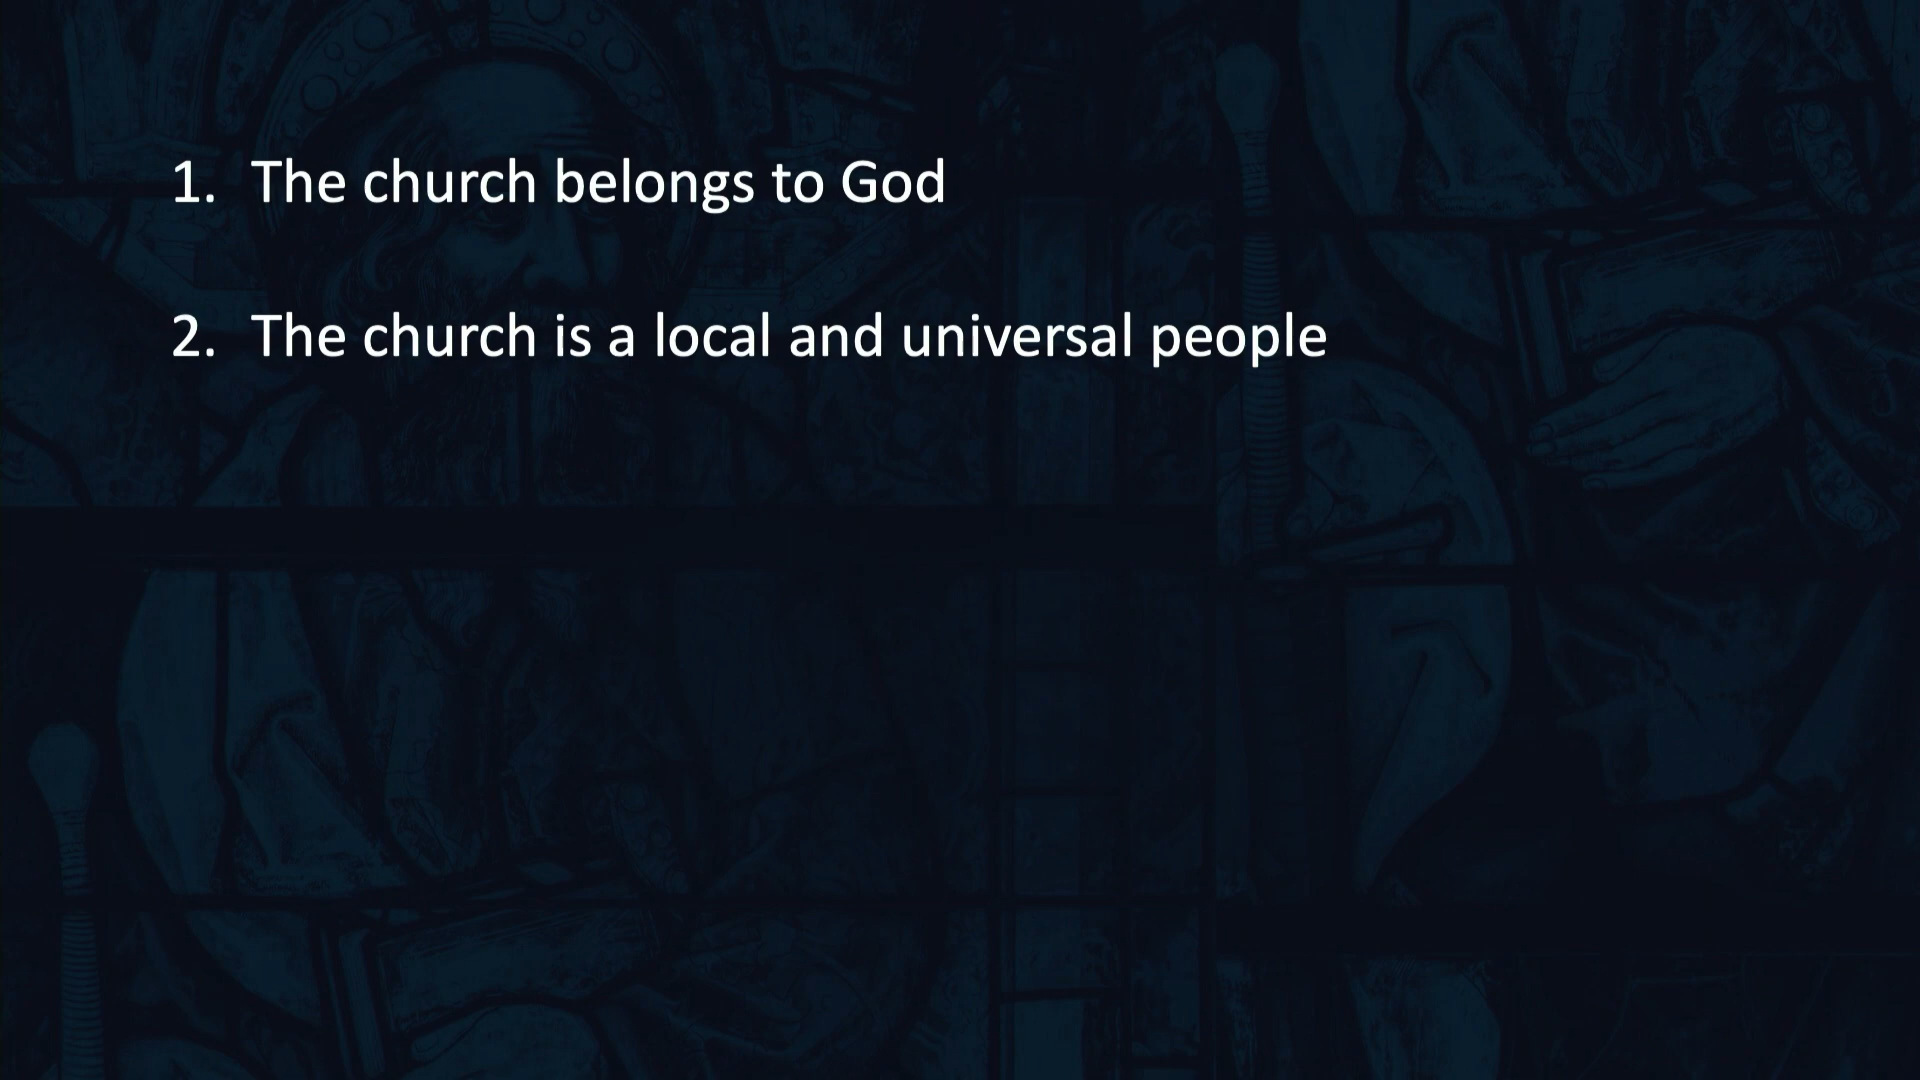 1. The church belongs to God
2. The church is a local and universal people